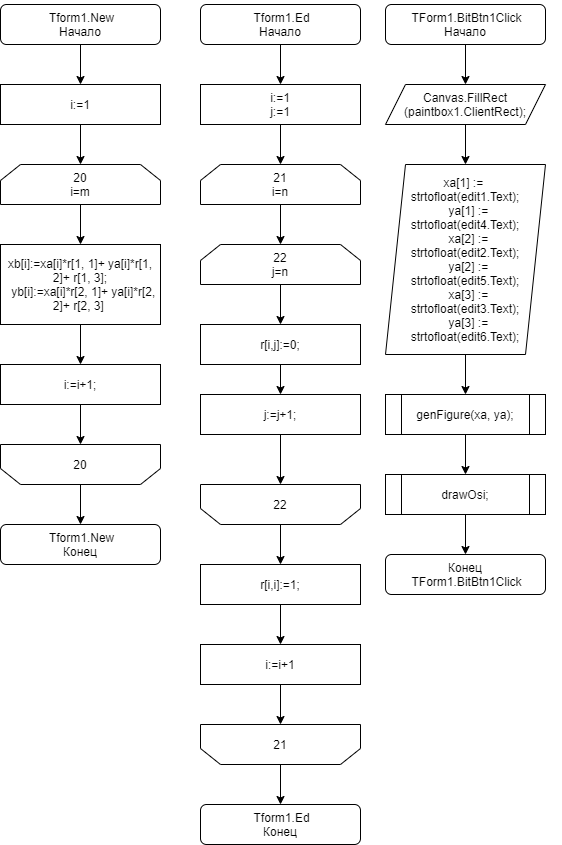 Tform1.New
Начало
i:=1
20
i=m
xb[i]:=xa[i]*r[1, 1]+ ya[i]*r[1,
2]+ r[1, 3];
yb[i]:=xa[i]*r[2, 1]+ ya[i]*r[2,
2]+ r[2, 3]
i:=i+1;
20
Tform1.New
Конец
Tform1.Ed
Начало
i:=1
j:=1
21
i=n
22
j=n
r[i,j]:=0;
j:=j+1;
22
r[i,i]:=1;
i:=i+1
21
Tform1.Ed
Конец
TForm1.BitBtn1Click
Начало
Canvas.FillRect
(paintbox1.ClientRect);
xa[1] :=
strtofloat(edit1.Text);
ya[1] :=
strtofloat(edit4.Text);
xa[2] :=
strtofloat(edit2.Text);
ya[2] :=
strtofloat(edit5.Text);
xa[3] :=
strtofloat(edit3.Text);
ya[3] :=
strtofloat(edit6.Text);
genFigure(xa, ya);
drawOsi;
Конец
TForm1.BitBtn1Click